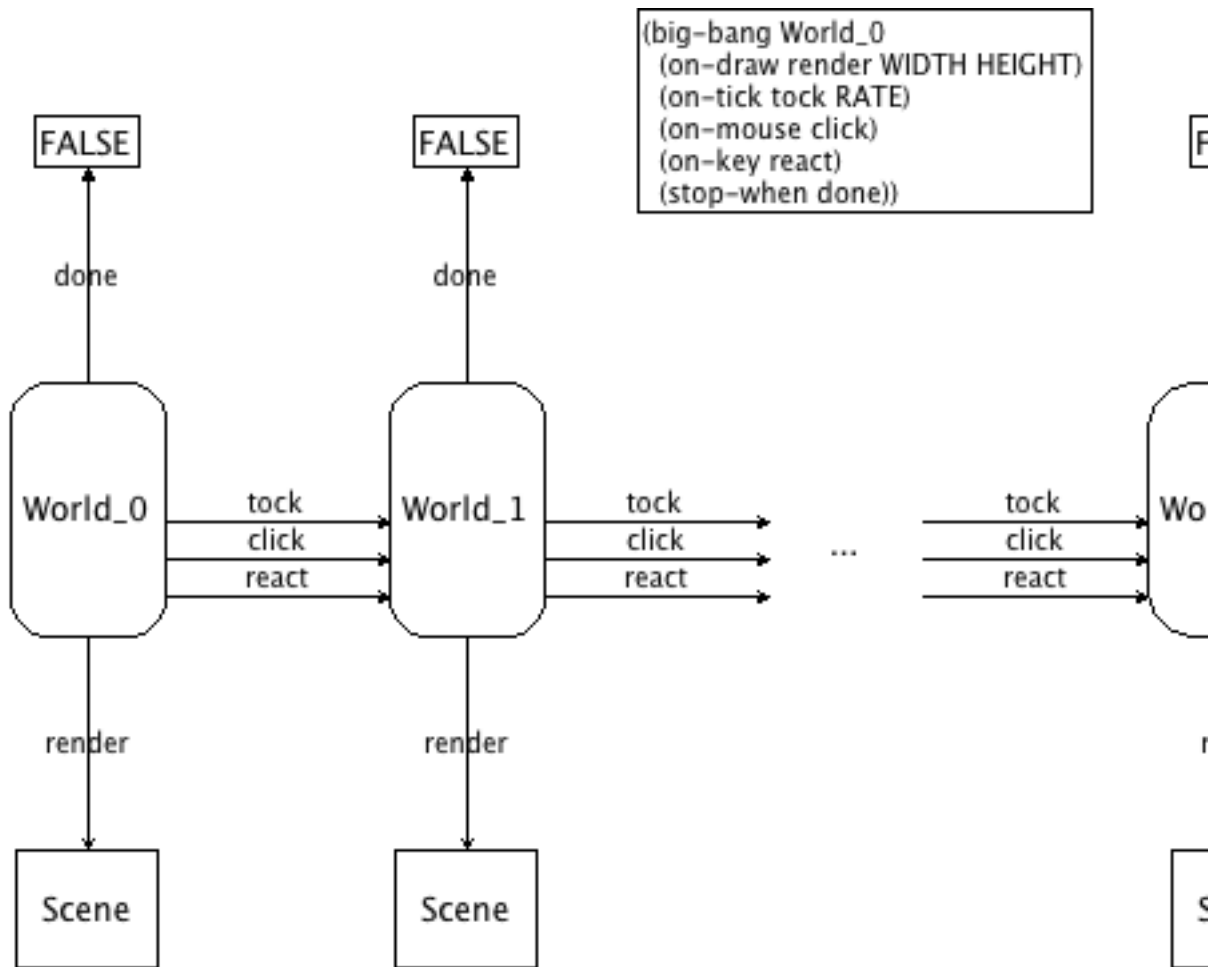 (big-bang World_0
(on-draw render WIDTH HEIGHT)
(on-tick tock RATE)
(on-mouse click)
(on-key react)
(stop-when done))
FALSE
FALSE
done
done
World_0
tock
click
react
World_1
tock
click
react
...
tock
click
react
render
render
Scene
Scene